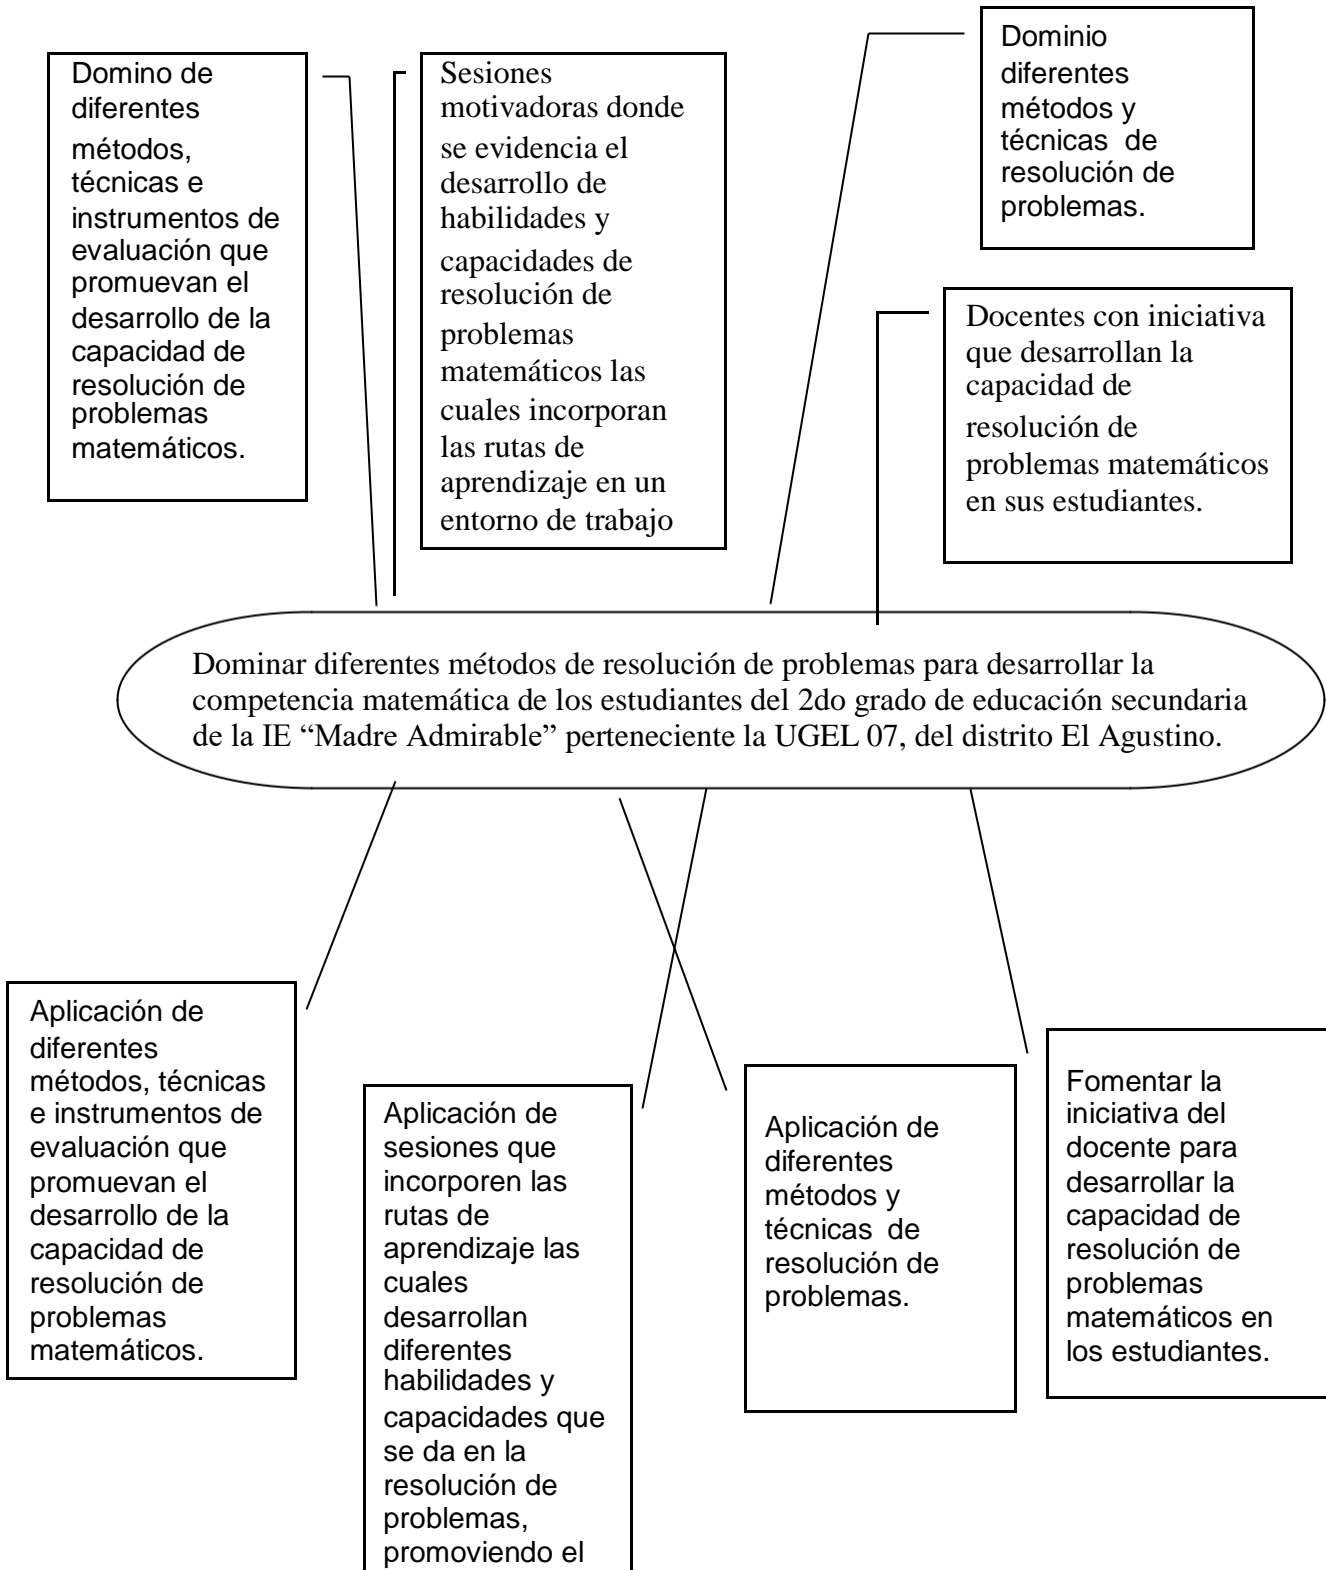 Domino de
diferentes
métodos,
técnicas e
instrumentos de
evaluación que
promuevan el
desarrollo de la
capacidad de
resolución de
problemas
matemáticos.
Sesiones
motivadoras donde
se evidencia el
desarrollo de
habilidades y
capacidades de
resolución de
problemas
matemáticos las
cuales incorporan
las rutas de
aprendizaje en un
entorno de trabajo
Dominio
diferentes
métodos y
técnicas de
resolución de
problemas.
Docentes con iniciativa
que desarrollan la
capacidad de
resolución de
problemas matemáticos
en sus estudiantes.
Dominar diferentes métodos de resolución de problemas para desarrollar la
competencia matemática de los estudiantes del 2do grado de educación secundaria
de la IE “Madre Admirable” perteneciente la UGEL 07, del distrito El Agustino.
Aplicación de
diferentes
métodos, técnicas
e instrumentos de
evaluación que
promuevan el
desarrollo de la
capacidad de
resolución de
problemas
matemáticos.
Aplicación de
sesiones que
incorporen las
rutas de
aprendizaje las
cuales
desarrollan
diferentes
habilidades y
capacidades que
se da en la
resolución de
problemas,
promoviendo el
Aplicación de
diferentes
métodos y
técnicas de
resolución de
problemas.
Fomentar la
iniciativa del
docente para
desarrollar la
capacidad de
resolución de
problemas
matemáticos en
los estudiantes.